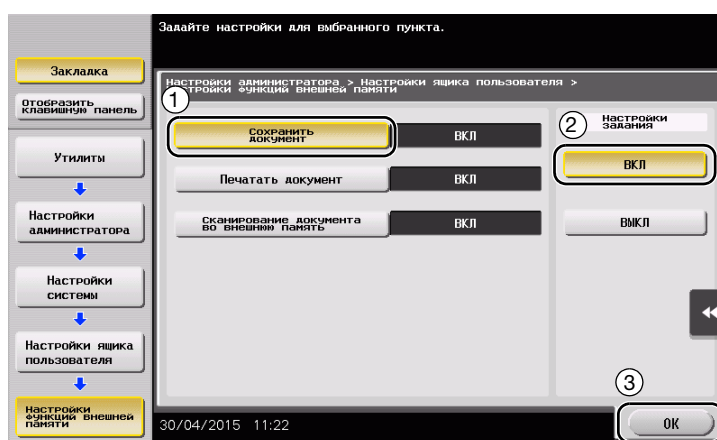 Задайте настройки для выбранного пункта.
Закладка
Отобразить
клавишную панель
Утилиты
Настройки
администратора
Настройки
системы
Настройки ящика
пользователя
Настройки
функций внешней
памяти
Настройки администратора > Настройки ящика пользователя >
Настройки функций внешней памяти
1
Сохранить
документ
ВКЛ
Печатать документ
ВКЛ
Сканирование документа
во внешнюю память
ВКЛ
2
Настройки
задания
ВКЛ
ВЫКЛ
3
30/04/2015 11:22
OK